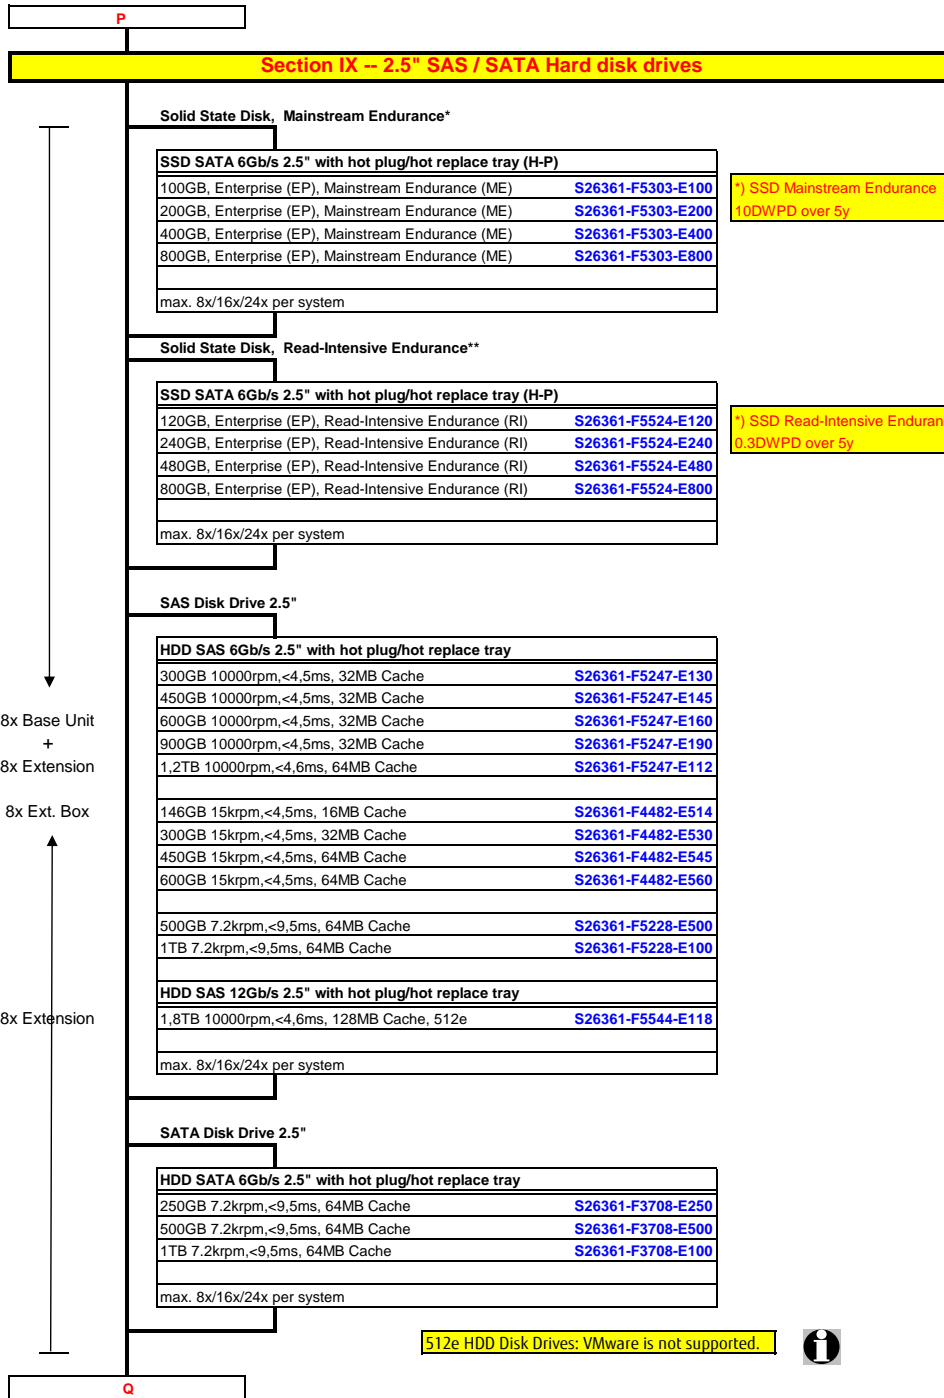 P
Section IX -- 2.5" SAS / SATA Hard disk drives
Solid State Disk, Mainstream Endurance*
SSD SATA 6Gb/s 2.5" with hot plug/hot replace tray (H-P)
100GB, Enterprise (EP), Mainstream Endurance (ME) S26361-F5303-E100
200GB, Enterprise (EP), Mainstream Endurance (ME) S26361-F5303-E200
400GB, Enterprise (EP), Mainstream Endurance (ME) S26361-F5303-E400
800GB, Enterprise (EP), Mainstream Endurance (ME) S26361-F5303-E800
max. 8x/16x/24x per system
*) SSD Mainstream Endurance
10DWPD over 5y
Solid State Disk, Read-Intensive Endurance**
SSD SATA 6Gb/s 2.5" with hot plug/hot replace tray (H-P)
120GB, Enterprise (EP), Read-Intensive Endurance (RI) S26361-F5524-E120
240GB, Enterprise (EP), Read-Intensive Endurance (RI) S26361-F5524-E240
480GB, Enterprise (EP), Read-Intensive Endurance (RI) S26361-F5524-E480
800GB, Enterprise (EP), Read-Intensive Endurance (RI) S26361-F5524-E800
max. 8x/16x/24x per system
*) SSD Read-Intensive Enduran
0.3DWPD over 5y
SAS Disk Drive 2.5"
HDD SAS 6Gb/s 2.5" with hot plug/hot replace tray
300GB 10000rpm,<4,5ms, 32MB Cache S26361-F5247-E130
450GB 10000rpm,<4,5ms, 32MB Cache S26361-F5247-E145
600GB 10000rpm,<4,5ms, 32MB Cache S26361-F5247-E160
900GB 10000rpm,<4,5ms, 32MB Cache S26361-F5247-E190
1,2TB 10000rpm,<4,6ms, 64MB Cache S26361-F5247-E112
146GB 15krpm,<4,5ms, 16MB Cache S26361-F4482-E514
300GB 15krpm,<4,5ms, 32MB Cache S26361-F4482-E530
450GB 15krpm,<4,5ms, 64MB Cache S26361-F4482-E545
600GB 15krpm,<4,5ms, 64MB Cache S26361-F4482-E560
500GB 7.2krpm,<9,5ms, 64MB Cache S26361-F5228-E500
1TB 7.2krpm,<9,5ms, 64MB Cache S26361-F5228-E100
HDD SAS 12Gb/s 2.5" with hot plug/hot replace tray
1,8TB 10000rpm,<4,6ms, 128MB Cache, 512e S26361-F5544-E118
max. 8x/16x/24x per system
8x Base Unit
+
8x Extension
8x Ext. Box
8x Extension
SATA Disk Drive 2.5"
HDD SATA 6Gb/s 2.5" with hot plug/hot replace tray
250GB 7.2krpm,<9,5ms, 64MB Cache S26361-F3708-E250
500GB 7.2krpm,<9,5ms, 64MB Cache S26361-F3708-E500
1TB 7.2krpm,<9,5ms, 64MB Cache S26361-F3708-E100
max. 8x/16x/24x per system
512e HDD Disk Drives: VMware is not supported.
Q